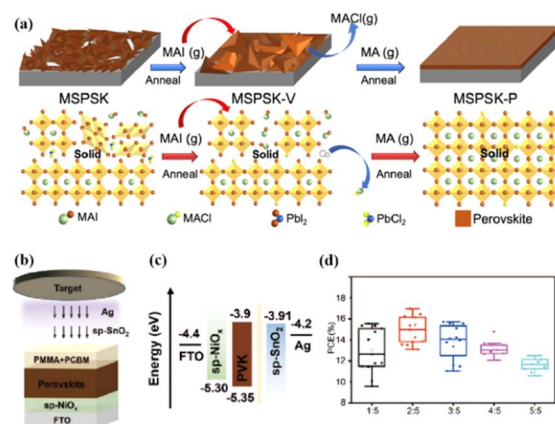 (a)
MACl(g)
MAI (g)
Anneal
MA (g)
Anneal
MSPSK
MSPSK-V
MSPSK-P
Solid
MAI (g)
Anneal
Solid
MA (g)
Anneal
Solid
MAI
MACl
PbI2
PbCl2
Perovskite
(b)
Target
Ag
sp-SnO2
PMMA+PCBM
Perovskite
sp-NiOx
FTO
(c)
Energy (eV)
-4.4
FTO
sp-NiOx
-5.30
-3.9
PVK
-5.35
-3.91
sp-SnO2
-4.2
Ag
(d)
PCE(%)
18
16
14
12
10
8
1:5
2:5
3:5
4:5
5:5